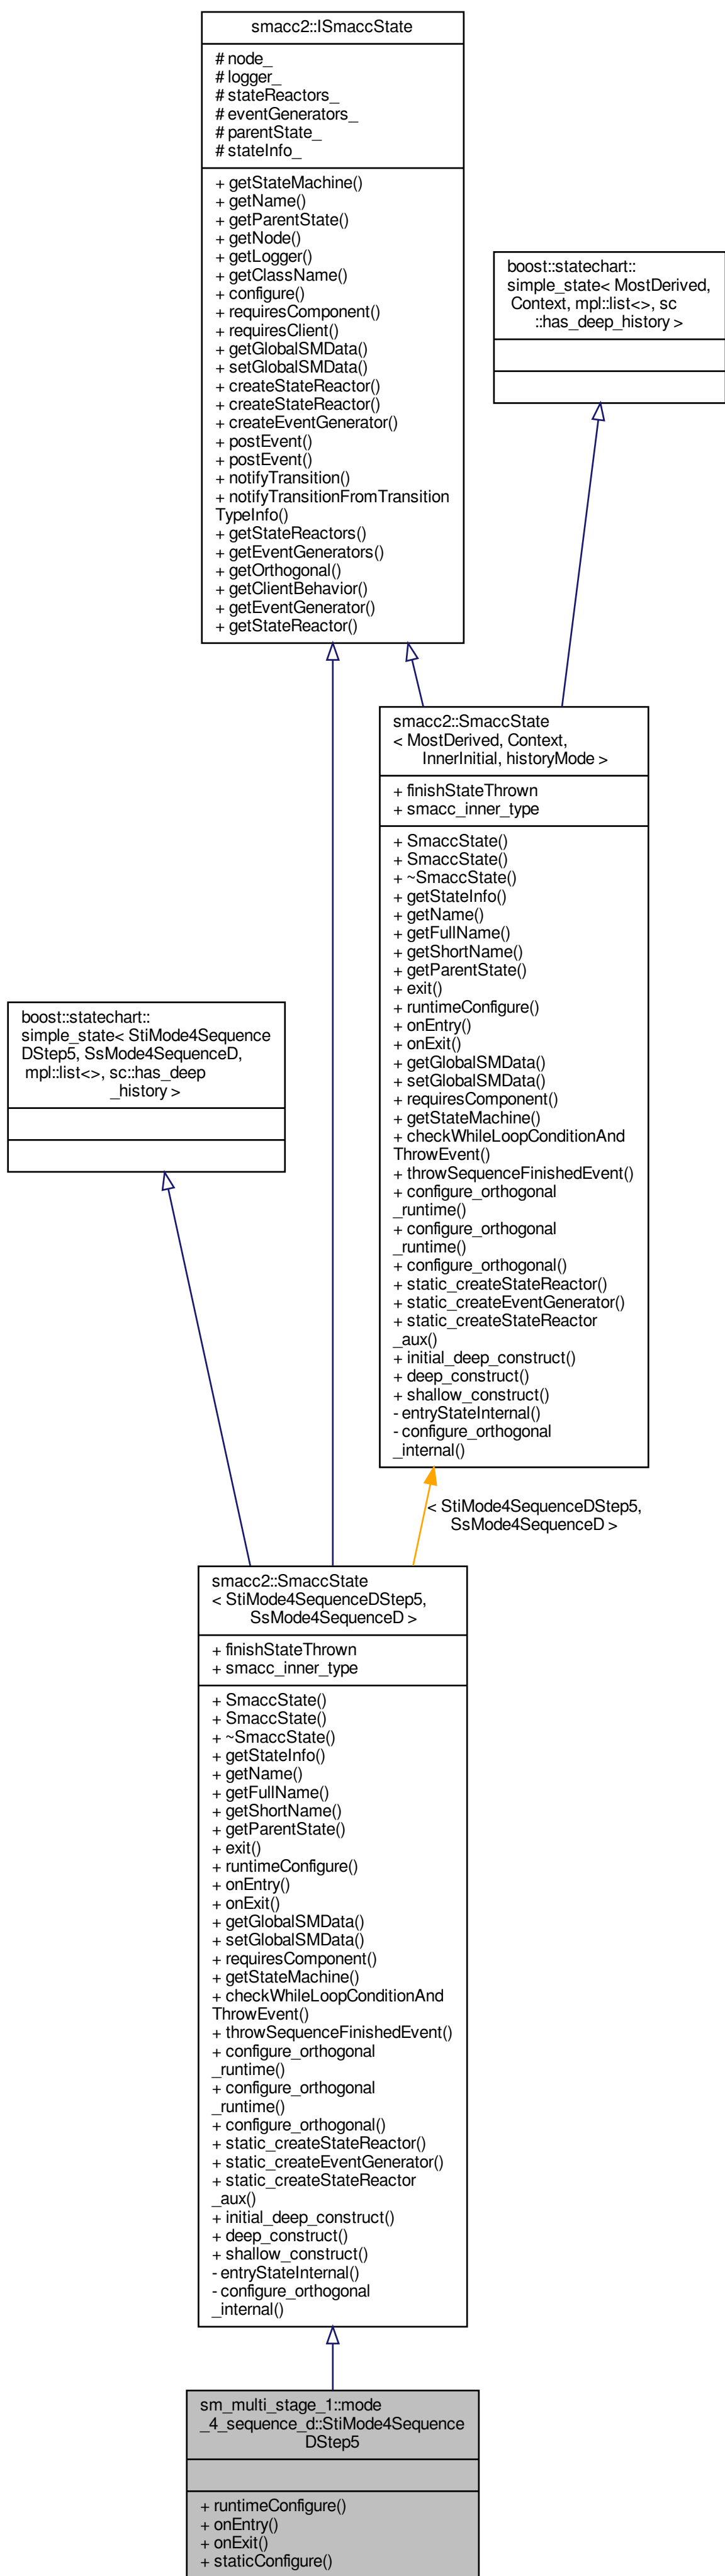 smacc2::ISmaccState
# node_
# logger_
# stateReactors_
# eventGenerators_
# parentState_
# stateInfo_
+ getStateMachine()
+ getName()
+ getParentState()
+ getNode()
+ getLogger()
+ getClassName()
+ configure()
+ requiresComponent()
+ requiresClient()
+ getGlobalSMData()
+ setGlobalSMData()
+ createStateReactor()
+ createStateReactor()
+ createEventGenerator()
+ postEvent()
+ postEvent()
+ notifyTransition()
+ notifyTransitionFromTransition
TypeInfo()
+ getStateReactors()
+ getEventGenerators()
+ getOrthogonal()
+ getClientBehavior()
+ getEventGenerator()
+ getStateReactor()
boost::statechart::
simple_state< MostDerived,
Context, mpl::list<>, sc
::has_deep_history >
smacc2::SmaccState
< MostDerived, Context,
InnerInitial, historyMode >
+ finishStateThrown
+ smacc_inner_type
+ SmaccState()
+ SmaccState()
+ ~SmaccState()
+ getStateInfo()
+ getName()
+ getFullName()
+ getShortName()
+ getParentState()
+ exit()
+ runtimeConfigure()
+ onEntry()
+ onExit()
+ getGlobalSMData()
+ setGlobalSMData()
+ requiresComponent()
+ getStateMachine()
+ checkWhileLoopConditionAnd
ThrowEvent()
+ throwSequenceFinishedEvent()
+ configure_orthogonal
_runtime()
+ configure_orthogonal
_runtime()
+ configure_orthogonal()
+ static_createStateReactor()
+ static_createEventGenerator()
+ static_createStateReactor
_aux()
+ initial_deep_construct()
+ deep_construct()
+ shallow_construct()
- entryStateInternal()
- configure_orthogonal
_internal()
boost::statechart::
simple_state< StiMode4Sequence
DStep5, SsMode4SequenceD,
mpl::list<>, sc::has_deep
_history >
< StiMode4SequenceDStep5,
SsMode4SequenceD >
smacc2::SmaccState
< StiMode4SequenceDStep5,
SsMode4SequenceD >
+ finishStateThrown
+ smacc_inner_type
+ SmaccState()
+ SmaccState()
+ ~SmaccState()
+ getStateInfo()
+ getName()
+ getFullName()
+ getShortName()
+ getParentState()
+ exit()
+ runtimeConfigure()
+ onEntry()
+ onExit()
+ getGlobalSMData()
+ setGlobalSMData()
+ requiresComponent()
+ getStateMachine()
+ checkWhileLoopConditionAnd
ThrowEvent()
+ throwSequenceFinishedEvent()
+ configure_orthogonal
_runtime()
+ configure_orthogonal
_runtime()
+ configure_orthogonal()
+ static_createStateReactor()
+ static_createEventGenerator()
+ static_createStateReactor
_aux()
+ initial_deep_construct()
+ deep_construct()
+ shallow_construct()
- entryStateInternal()
- configure_orthogonal
_internal()
sm_multi_stage_1::mode
_4_sequence_d::StiMode4Sequence
DStep5
+ runtimeConfigure()
+ onEntry()
+ onExit()
+ staticConfigure()